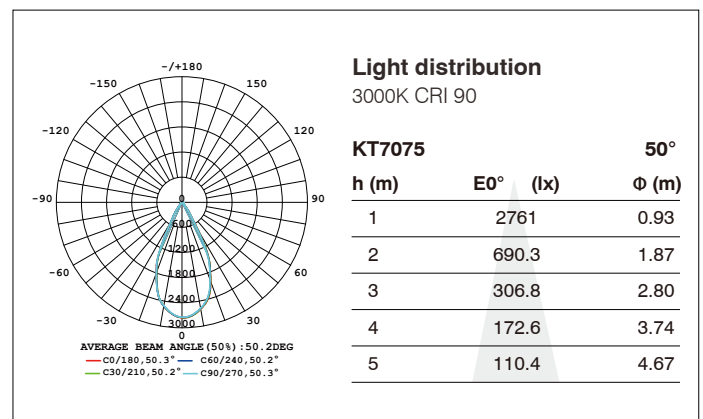 -/+180
-150 150
-120 120
-90 90
-60 60
-30 30
0
600
1200
1800
2400
3000
0
AVERAGE BEAM ANGLE(50%):50.2DEG
C0/180,50.3° C60/240,50.2°
C30/210,50.2° C90/270,50.3°
Light distribution
3000K CRI 90
KT7075 50°
h (m) E0° (lx) Φ (m)
1 2761 0.93
2 690.3 1.87
3 306.8 2.80
4 172.6 3.74
5 110.4 4.67